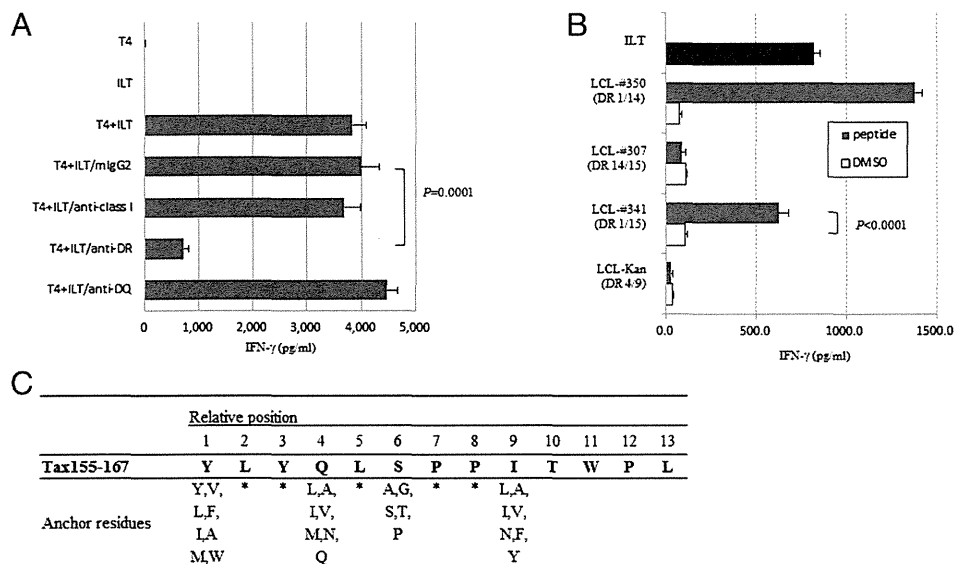 A
T4
ILT
T4+ILT
T4+ILT/mIgG2
T4+ILT/anti-class I
T4+ILT/anti-DR
T4+ILT/anti-DQ
P=0.0001
0 1,000 2,000 3,000 4,000 5,000
IFN-γ (pg/ml)
B
ILT
LCL-#350
(DR 1/14)
LCL-#307
(DR 14/15)
LCL-#341
(DR 1/15)
LCL-Kan
(DR 4/9)
peptide
DMSO
P<0.0001
0.0 500.0 1000.0 1500.0
IFN-γ (pg/ml)
C
Relative position
1 2 3 4 5 6 7 8 9 10 11 12 13
Tax155-167 Y L Y Q L S P P I T W P L
Anchor residues
Y,V, * * L,A, * A,G, * * L,A,
L,F, I,V, S,T, I,V,
I,A M,N, P N,F,
M,W Q Y